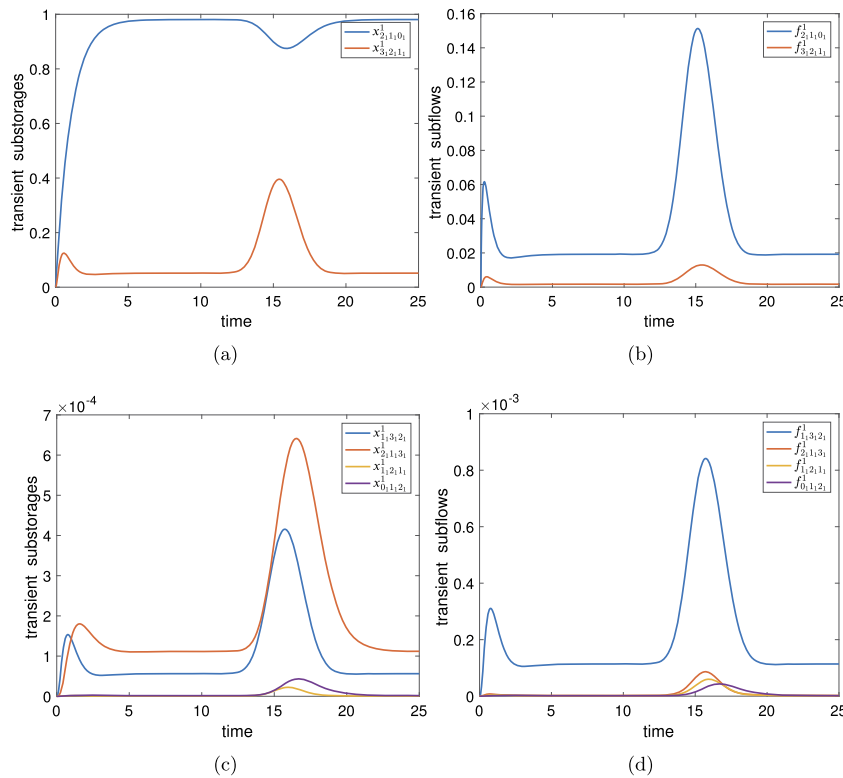 1
0.8
0.6
0.4
0.2
0
0 5 10 15 20 25
time
transient substorages
x^1_{2_1 1_1 0_1}
x^1_{3_1 2_1 1_1}
(a)
0.16
0.14
0.12
0.1
0.08
0.06
0.04
0.02
0
0 5 10 15 20 25
time
transient subflows
f^1_{2_1 1_1 0_1}
f^1_{3_1 2_1 1_1}
(b)
×10^{-4}
7
6
5
4
3
2
1
0
0 5 10 15 20 25
time
transient substorages
x^1_{1_1 3_1 2_1}
x^1_{2_1 1_1 3_1}
x^1_{1_1 2_1 1_1}
x^1_{0_1 1_1 2_1}
(c)
×10^{-3}
1
0.8
0.6
0.4
0.2
0
0 5 10 15 20 25
time
transient subflows
f^1_{1_1 3_1 2_1}
f^1_{2_1 1_1 3_1}
f^1_{1_1 2_1 1_1}
f^1_{0_1 1_1 2_1}
(d)